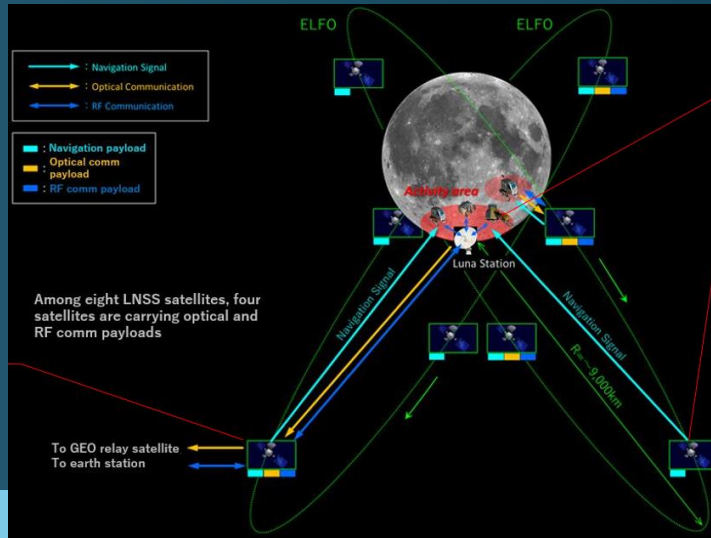 ELFO
ELFO
: Navigation Signal
: Optical Communication
: RF Communication
: Navigation payload
: Optical comm
payload
: RF comm payload
Activity area
Luna Station
Navigation Signal
Navigation Signal
R=~9,000km
Among eight LNSS satellites, four
satellites are carrying optical and
RF comm payloads
To GEO relay satellite
To earth station